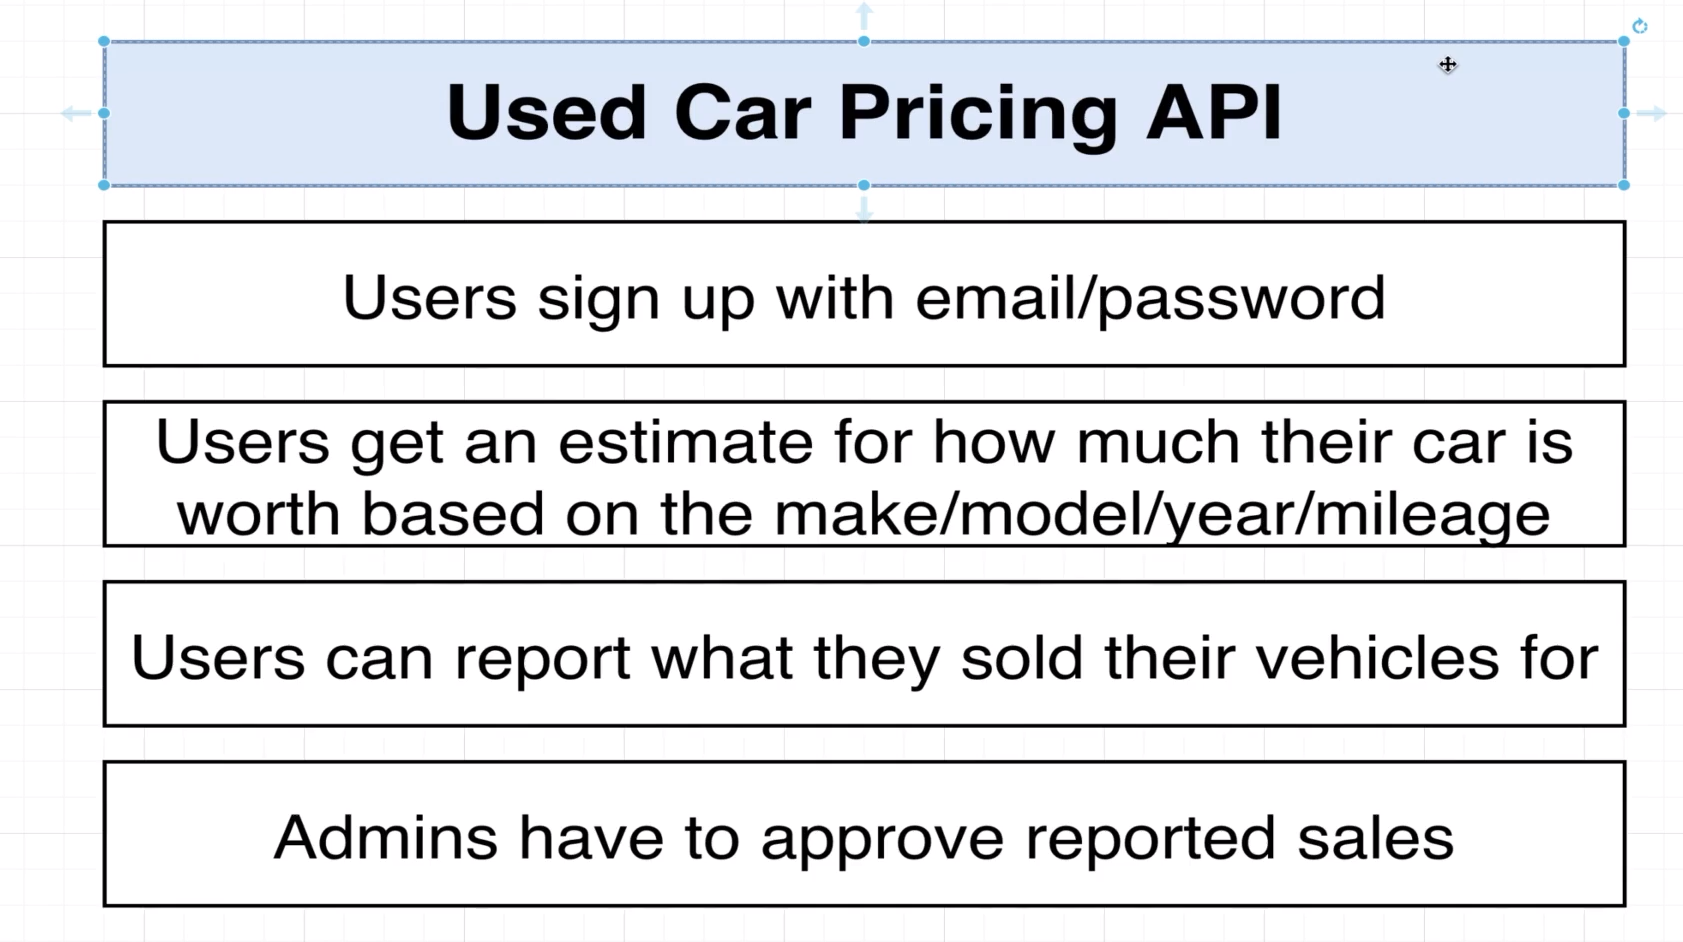 Used Car Pricing API
Users sign up with email/password
Users get an estimate for how much their car is
worth based on the make/model/year/mileage
Users can report what they sold their vehicles for
Admins have to approve reported sales